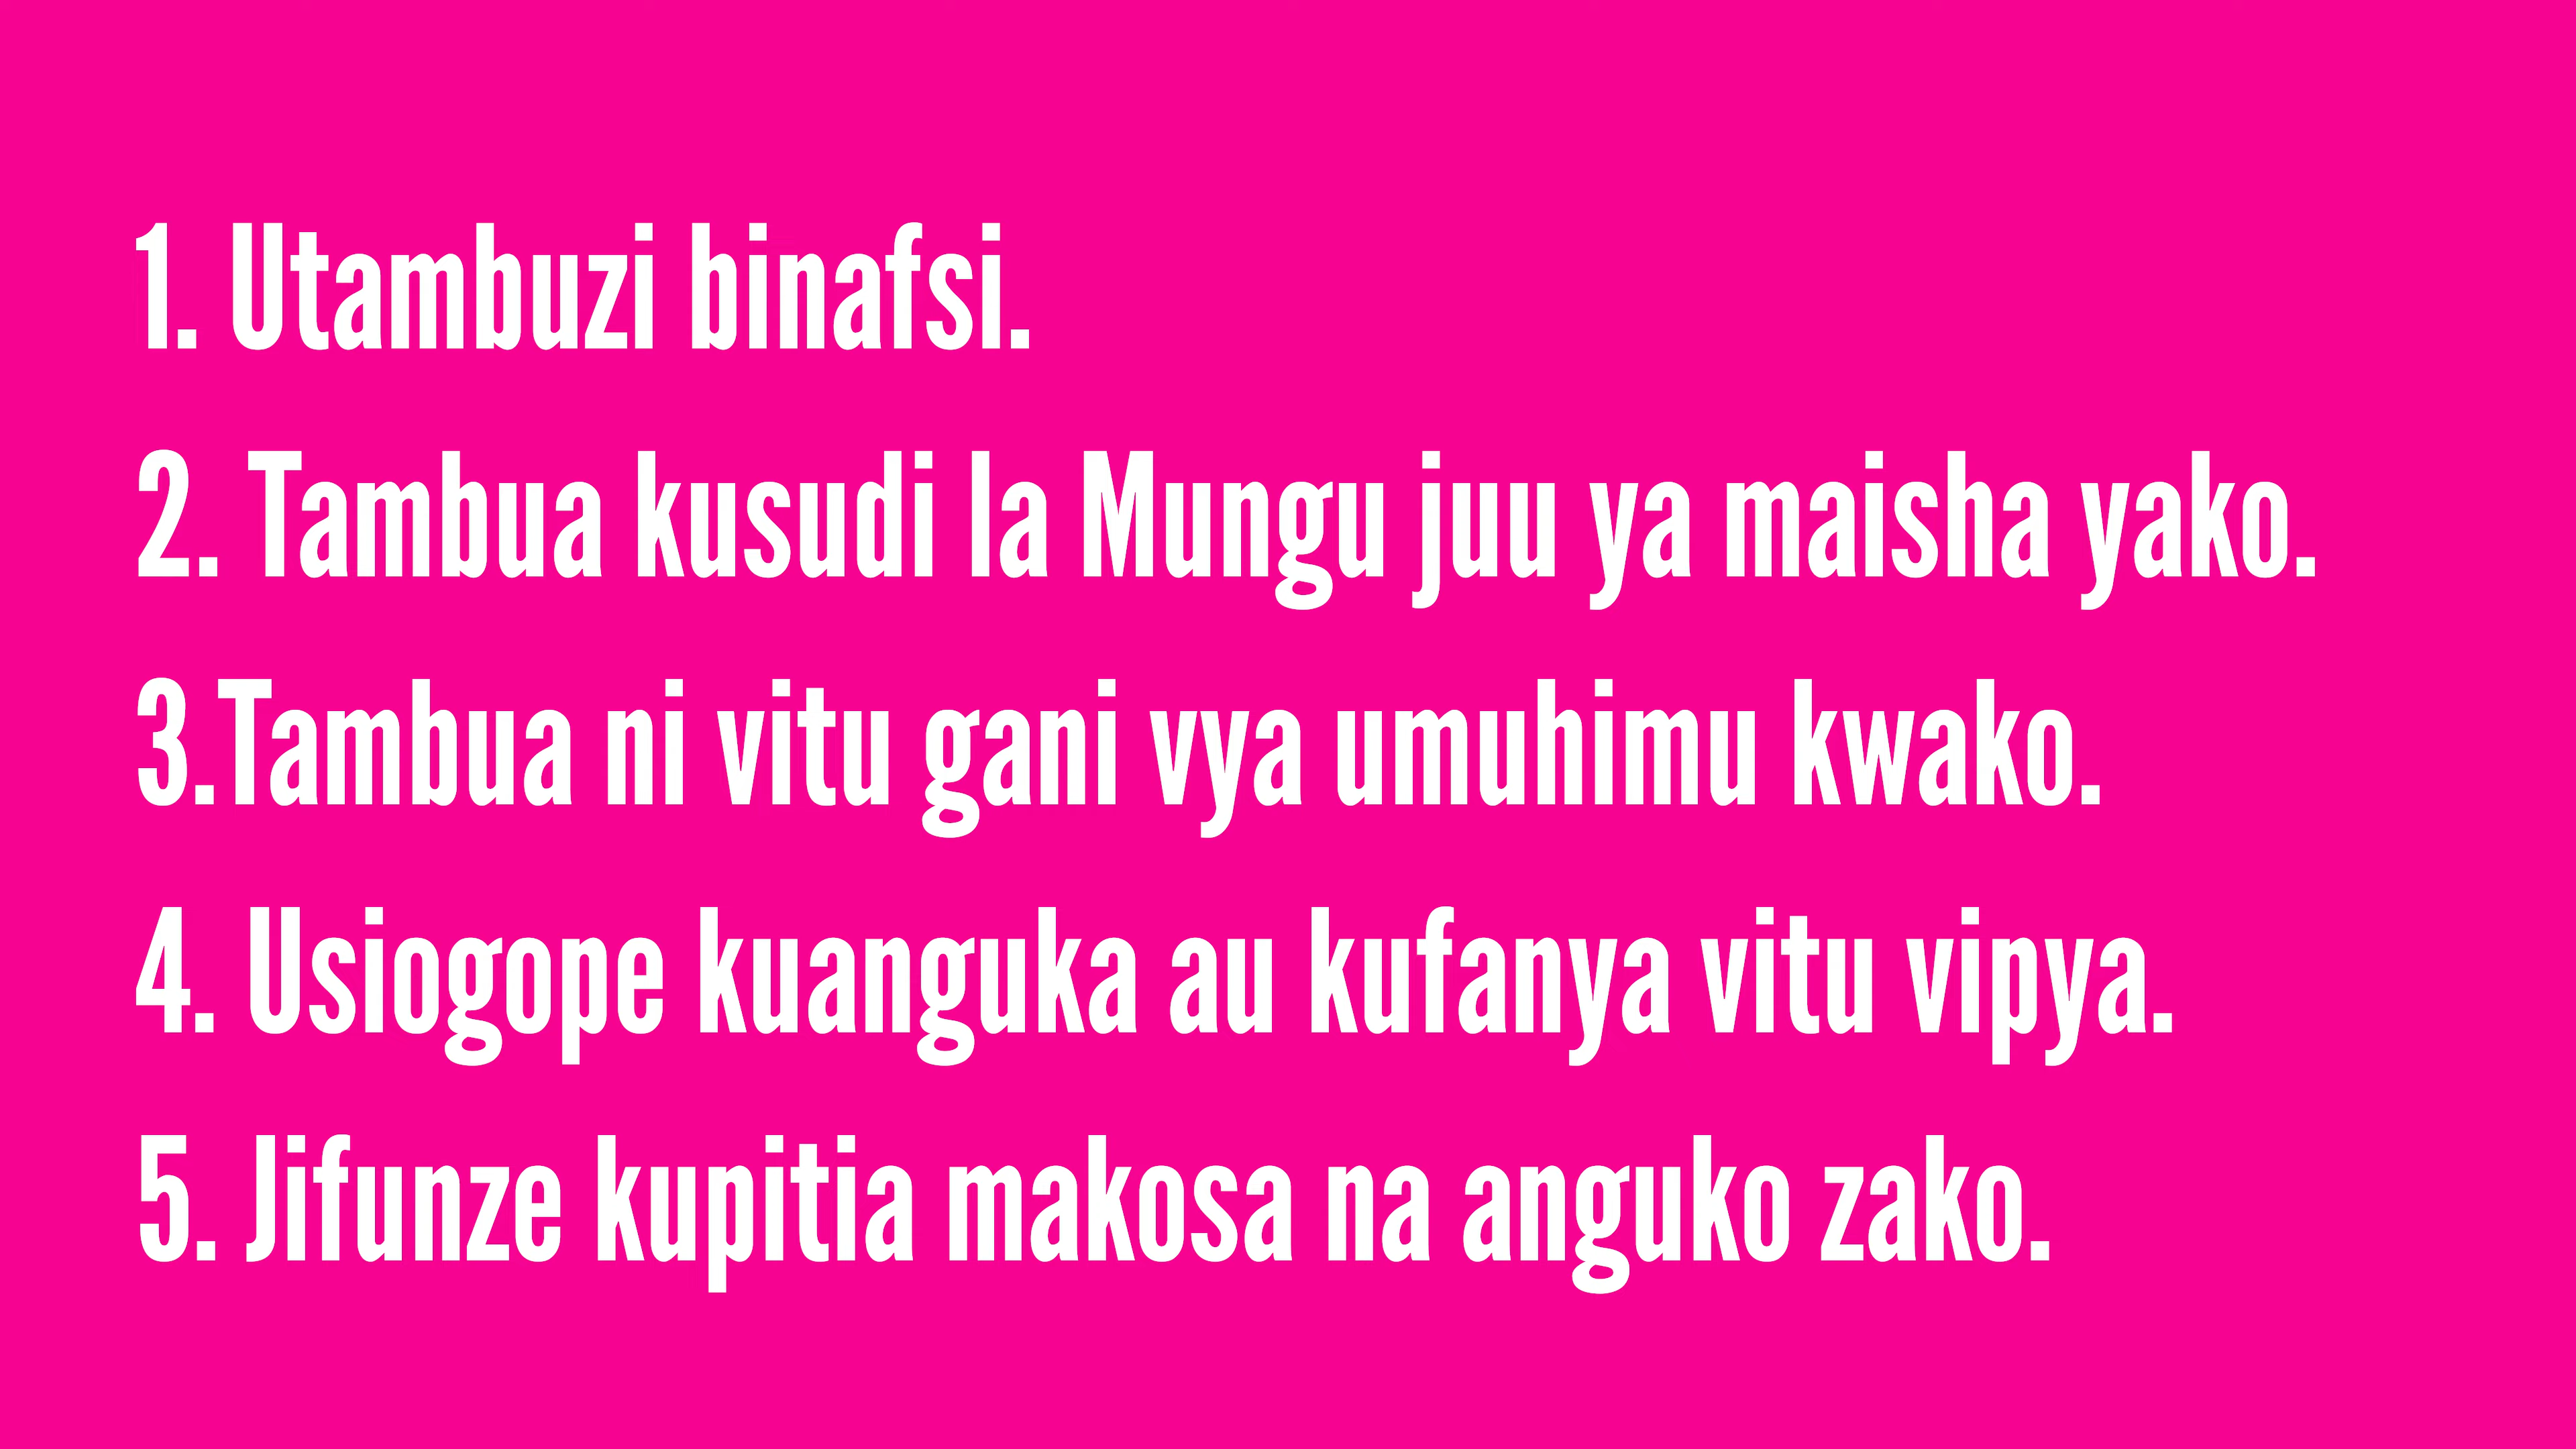 1. Utambuzi binafsi.
2. Tambua kusudi la Mungu juu ya maisha yako.
3.Tambua ni vitu gani vya umuhimu kwako.
4. Usiogope kuanguka au kufanya vitu vipya.
5. Jifunze kupitia makosa na anguko zako.